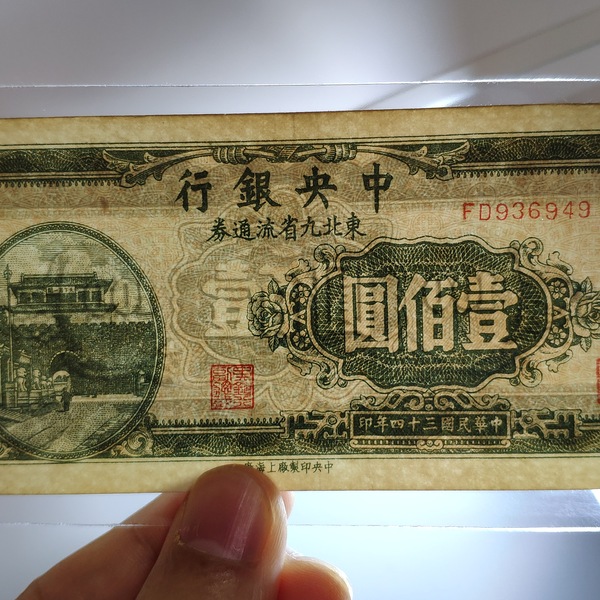 中央銀行
FD936949
東北九省流通券
壹佰圓
中華民國三十四年印
中央印製廠上海廠